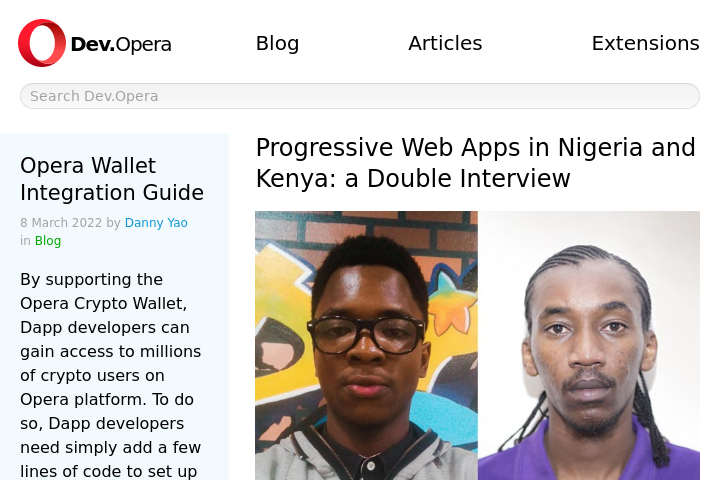 Dev.Opera
Blog
Articles
Extensions
Search Dev.Opera
Opera Wallet
Integration Guide
8 March 2022 by Danny Yao
in Blog
By supporting the
Opera Crypto Wallet,
Dapp developers can
gain access to millions
of crypto users on
Opera platform. To do
so, Dapp developers
need simply add a few
lines of code to set up
Progressive Web Apps in Nigeria and
Kenya: a Double Interview